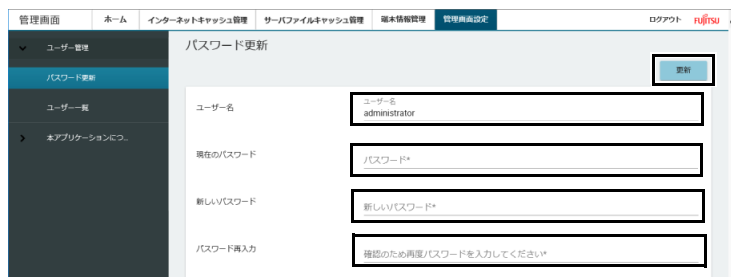 管理画面 ホーム インターネットキャッシュ管理 サーバファイルキャッシュ管理 端末情報管理 管理画面設定 ログアウト FUJITSU
ユーザー管理
パスワード更新
パスワード更新
ユーザー一覧
本アプリケーションにつ...
更新
ユーザー名
ユーザー名
administrator
現在のパスワード
パスワード*
新しいパスワード
新しいパスワード*
パスワード再入力
確認のため再度パスワードを入力してください*